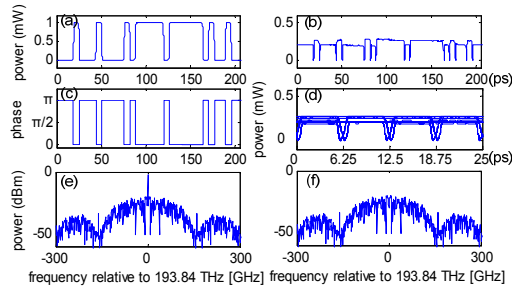 (a)
power (mW)
1
0.5
0
0 50 100 150 200
(b)
0.5
0
0 50 100 150 200 (ps)
(c)
phase
π
π/2
0
0 50 100 150 200
(d)
power (mW)
0.5
0
0 6.25 12.5 18.75 25 (ps)
(e)
power (dBm)
0
-50
-300 0 300
frequency relative to 193.84 THz [GHz]
(f)
0
-50
-300 0 300
frequency relative to 193.84 THz [GHz]